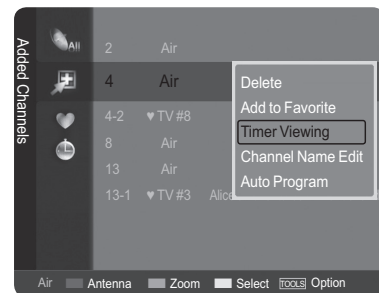 Added Channels
All
2 Air
4 Air
4-2 ♥ TV #8
8 Air
13 Air
13-1 ♥ TV #3 Alice
Delete
Add to Favorite
Timer Viewing
Channel Name Edit
Auto Program
Air Antenna Zoom Select TOOLS Option